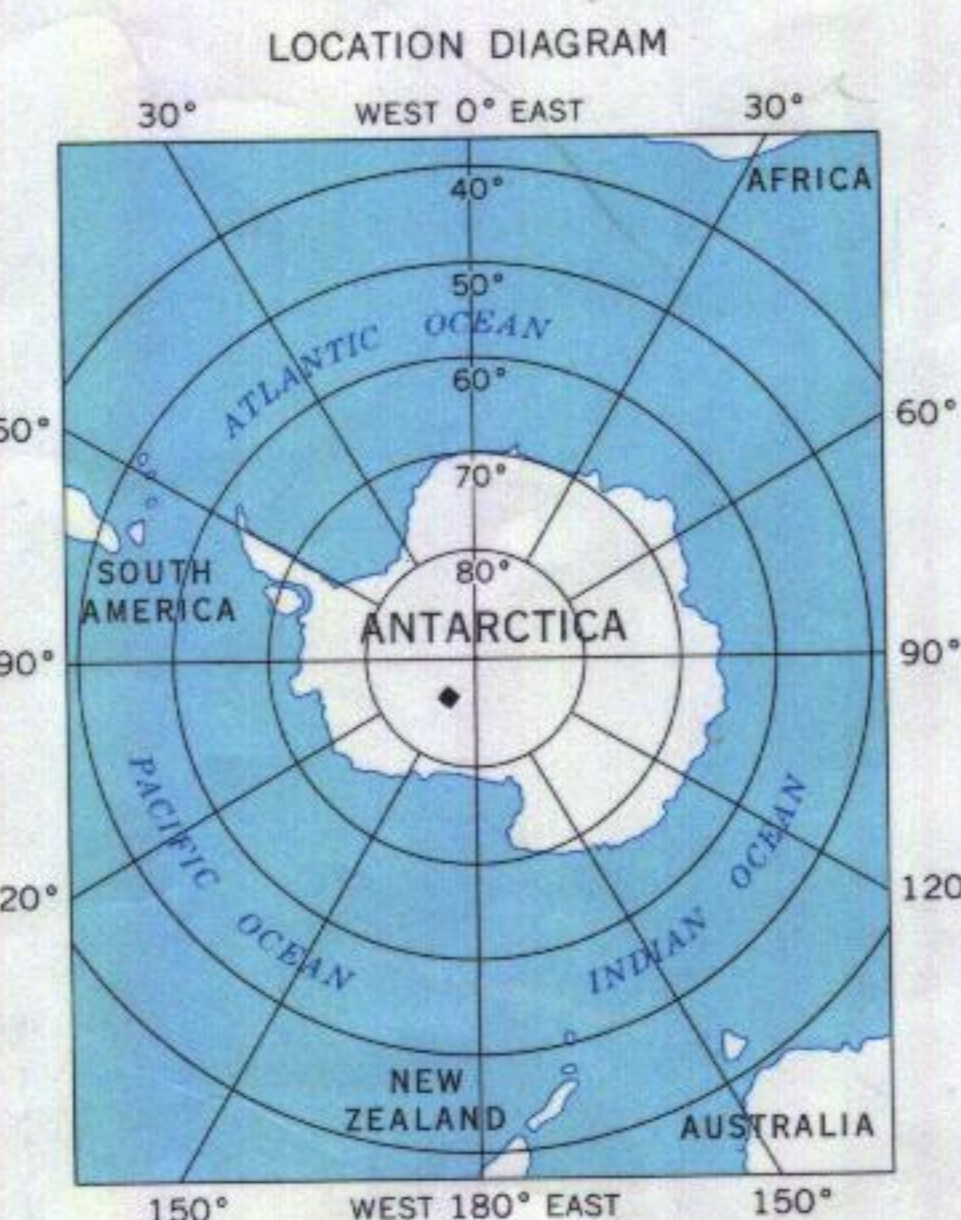 LOCATION DIAGRAM
30° WEST 0° EAST 30°
AFRICA
40°
50°
ATLANTIC OCEAN
60°
60°
70°
80°
SOUTH
AMERICA
ANTARCTICA
90° 90°
PACIFIC OCEAN
INDIAN OCEAN
120
NEW
ZEALAND
AUSTRALIA
150° WEST 180° EAST 150°